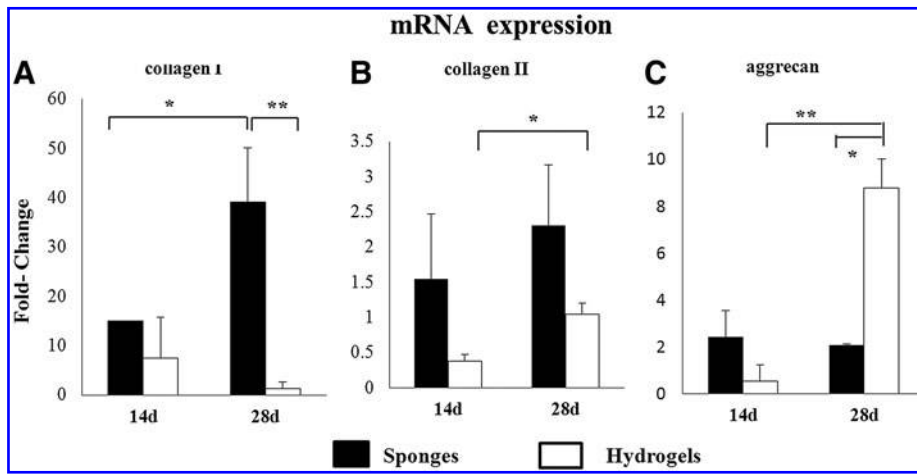 mRNA expression
A
collagen I
B
collagen II
C
aggrecan
Fold- Change
60
50
40
30
20
10
0
*
**
14d
28d
3.5
3
2.5
2
1.5
1
0.5
0
*
14d
28d
12
10
8
6
4
2
0
**
*
14d
28d
Sponges
Hydrogels